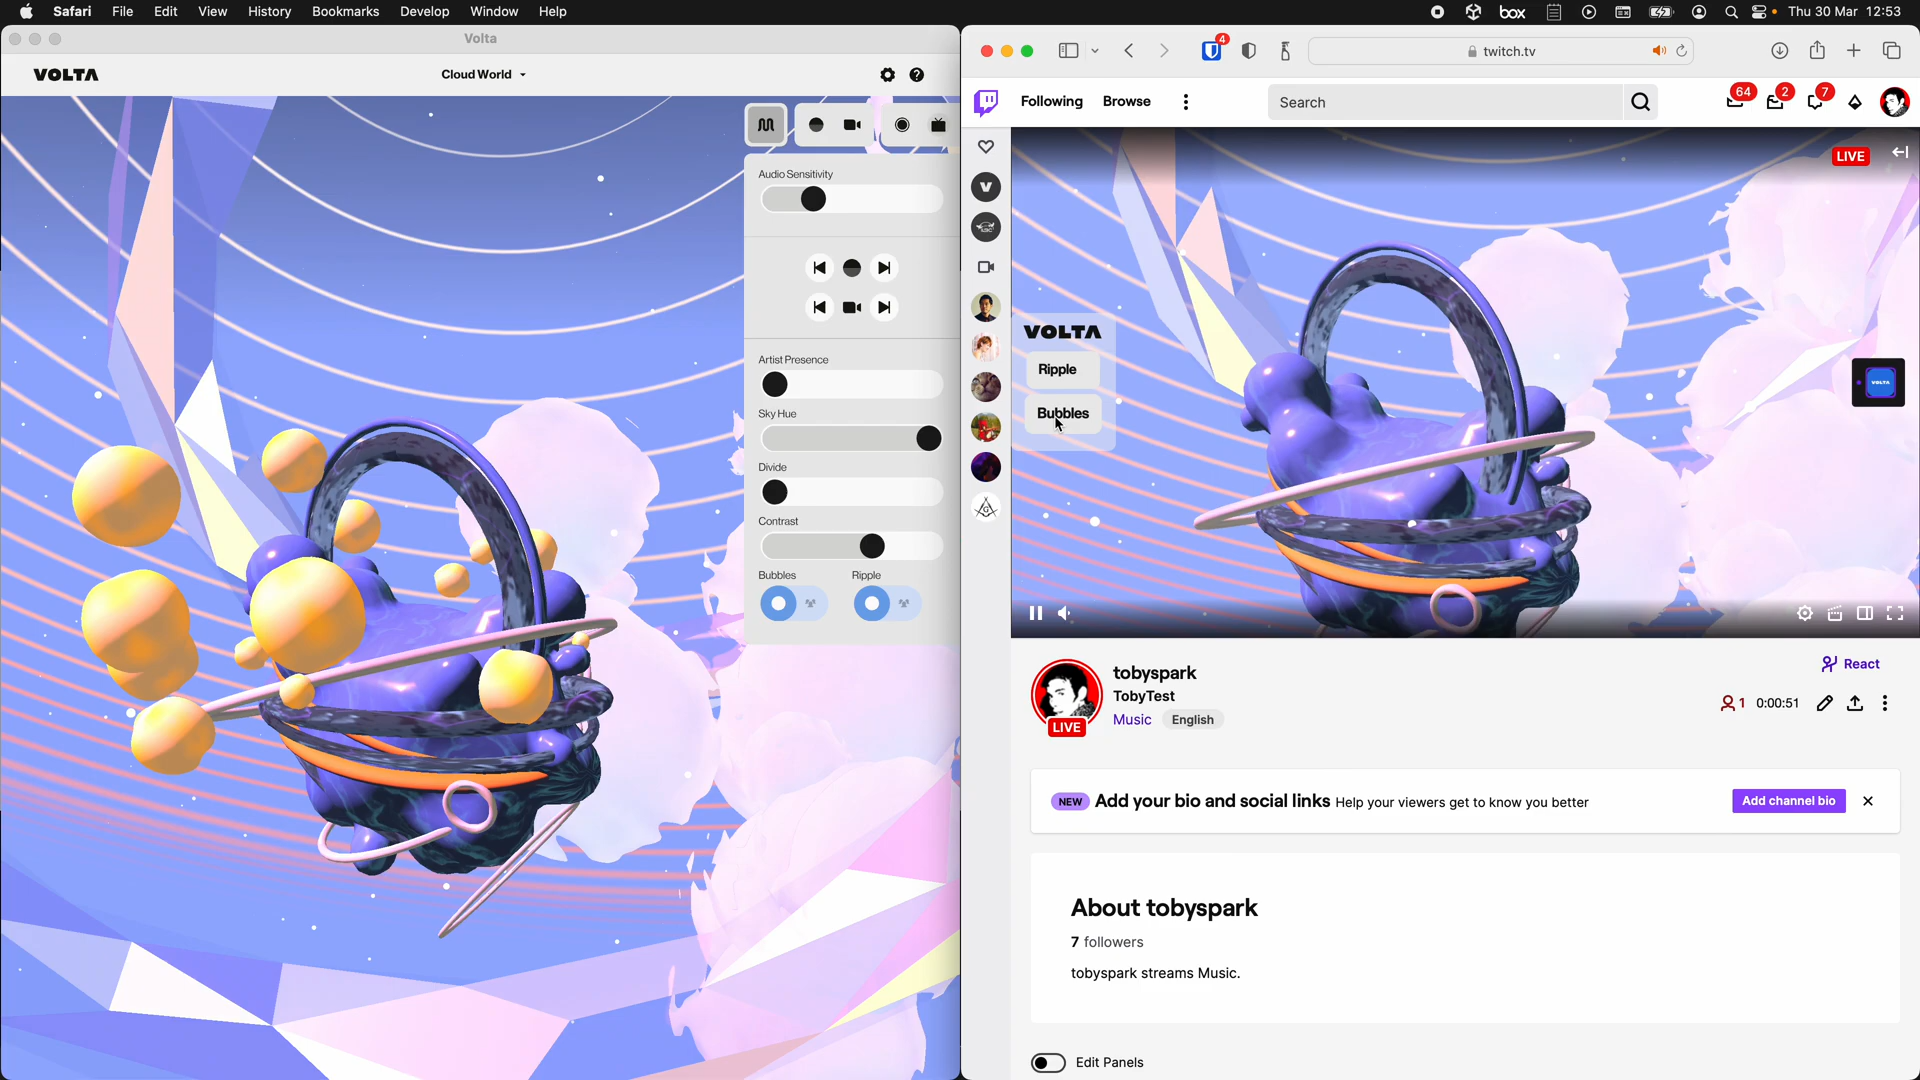 Safari File Edit View History Bookmarks Develop Window Help
box
Thu 30 Mar 12:53
Volta
VOLTA
Cloud World
Audio Sensitivity
Artist Presence
Sky Hue
Divide
Contrast
Bubbles Ripple
4
twitch.tv
Following Browse
Search
64 2 7
LIVE
VOLTA
Ripple
Bubbles
VOLTA
tobyspark
TobyTest
Music English
LIVE
React
1 0:00:51
NEW Add your bio and social links Help your viewers get to know you better
Add channel bio
About tobyspark
7 followers
tobyspark streams Music.
Edit Panels